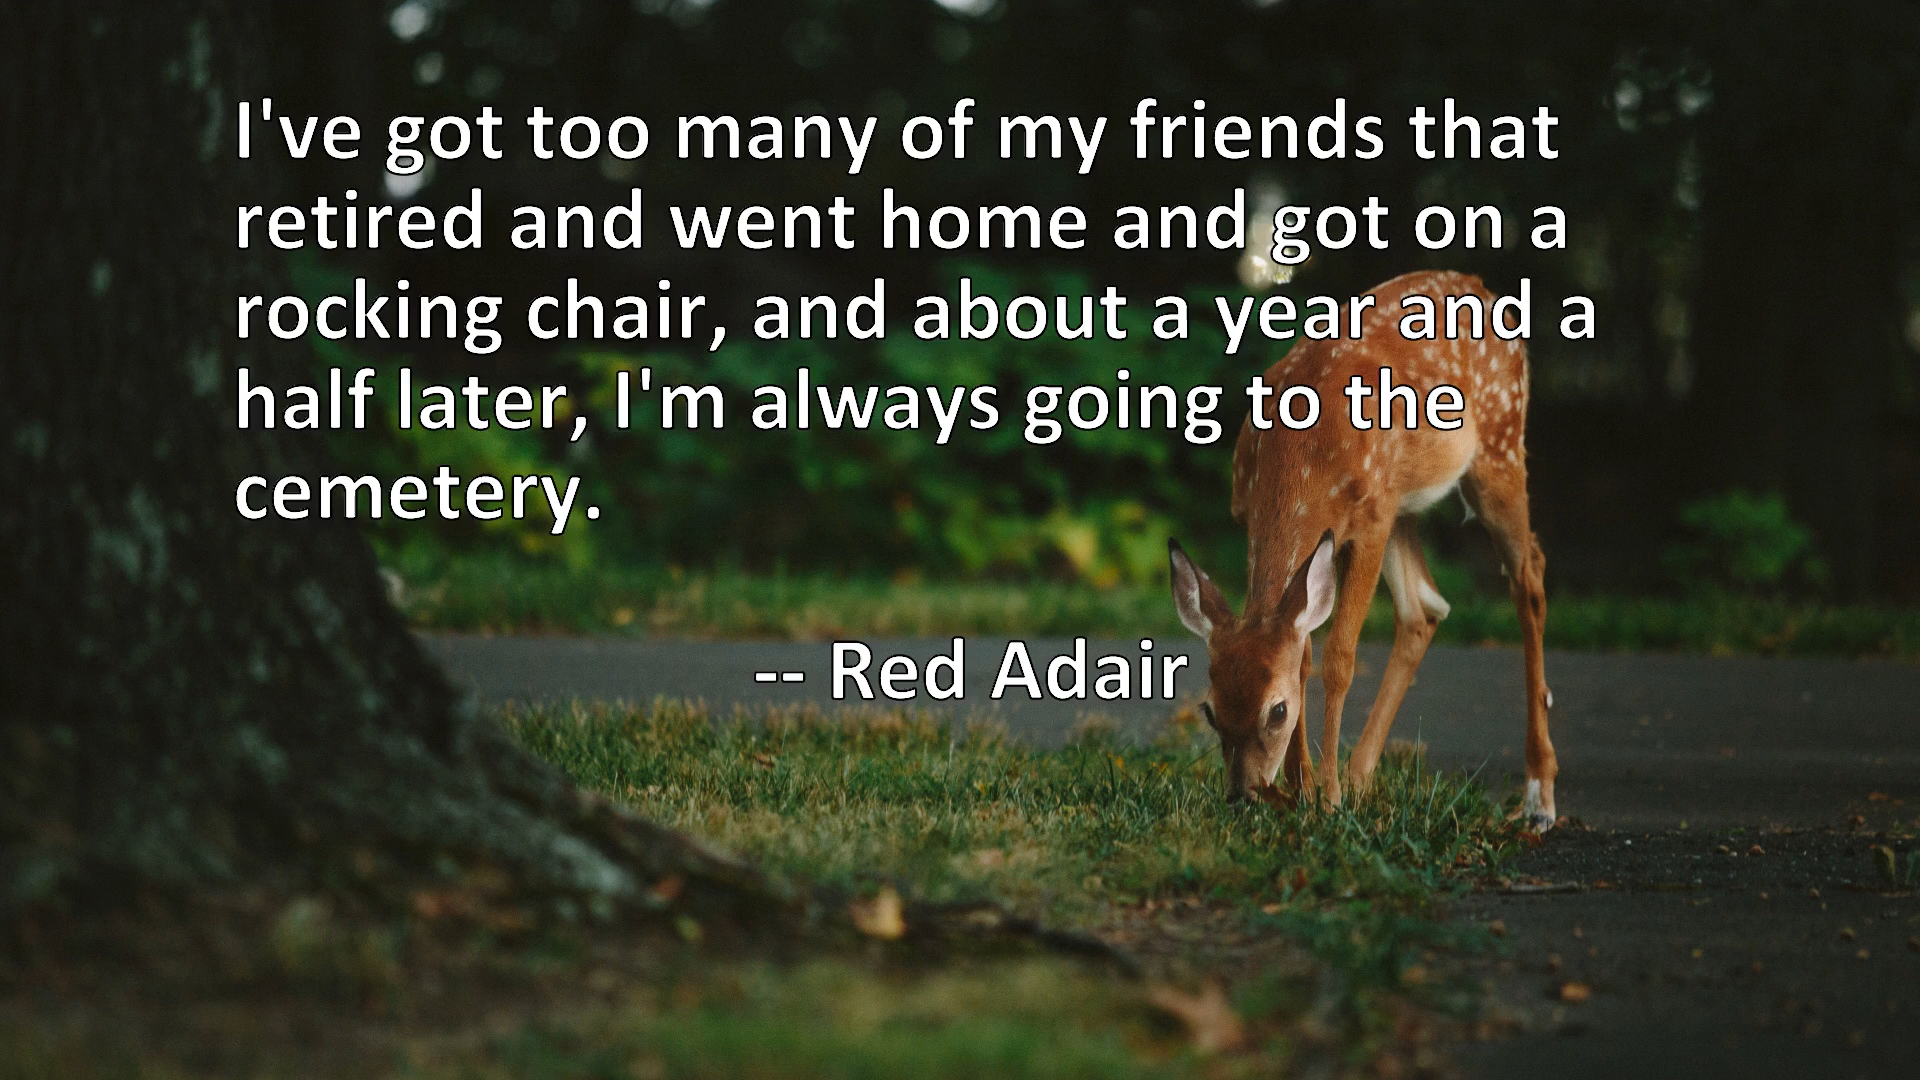 I've got too many of my friends that
retired and went home and got on a
rocking chair, and about a year and a
half later, I'm always going to the
cemetery.
-- Red Adair